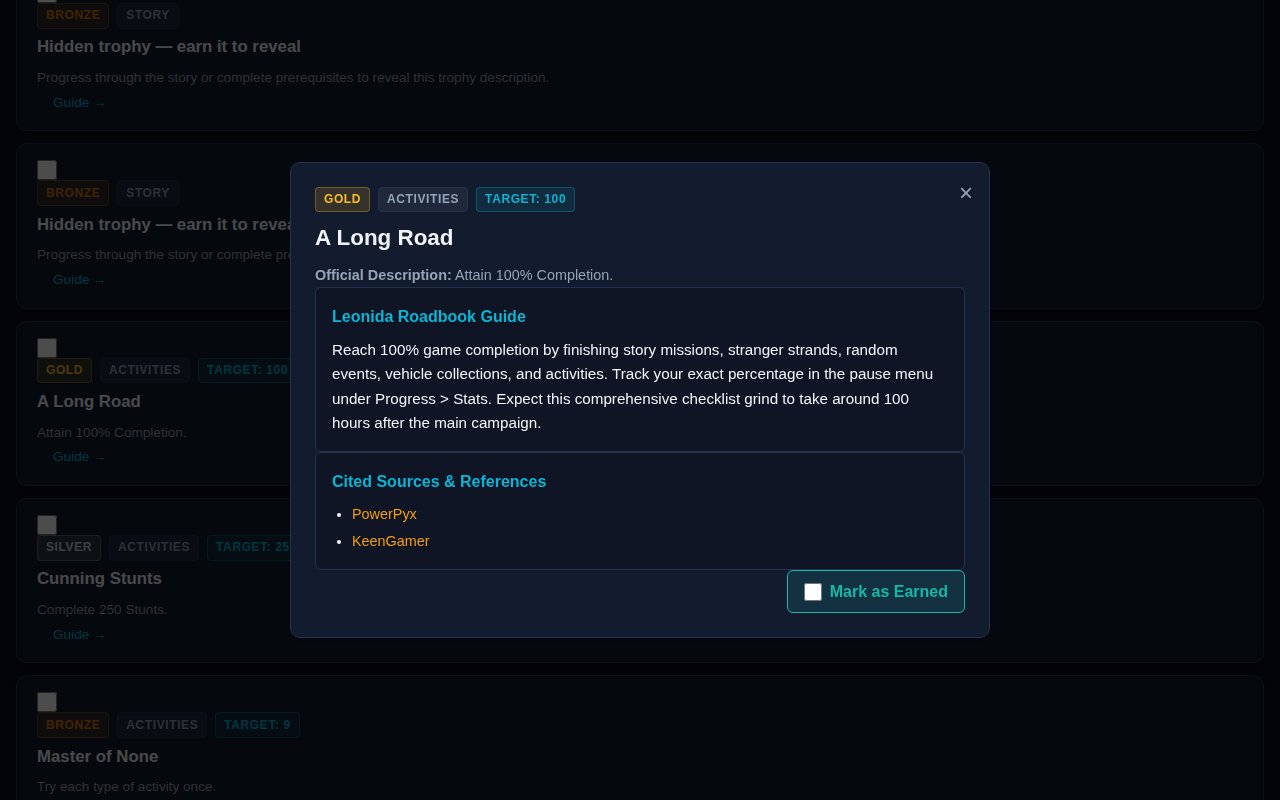 BRONZE STORY
Hidden trophy — earn it to reveal
Progress through the story or complete prerequisites to reveal this trophy description.
Guide →
BRONZE STORY
Hidden trophy — earn it to revea
Progress through the story or complete pre
Guide →
GOLD ACTIVITIES TARGET: 100
A Long Road
Attain 100% Completion.
Guide →
SILVER ACTIVITIES TARGET: 25
Cunning Stunts
Complete 250 Stunts.
Guide →
BRONZE ACTIVITIES TARGET: 9
Master of None
Try each type of activity once.
GOLD ACTIVITIES TARGET: 100 ×
A Long Road
Official Description: Attain 100% Completion.
Leonida Roadbook Guide
Reach 100% game completion by finishing story missions, stranger strands, random
events, vehicle collections, and activities. Track your exact percentage in the pause menu
under Progress > Stats. Expect this comprehensive checklist grind to take around 100
hours after the main campaign.
Cited Sources & References
• PowerPyx
• KeenGamer
Mark as Earned